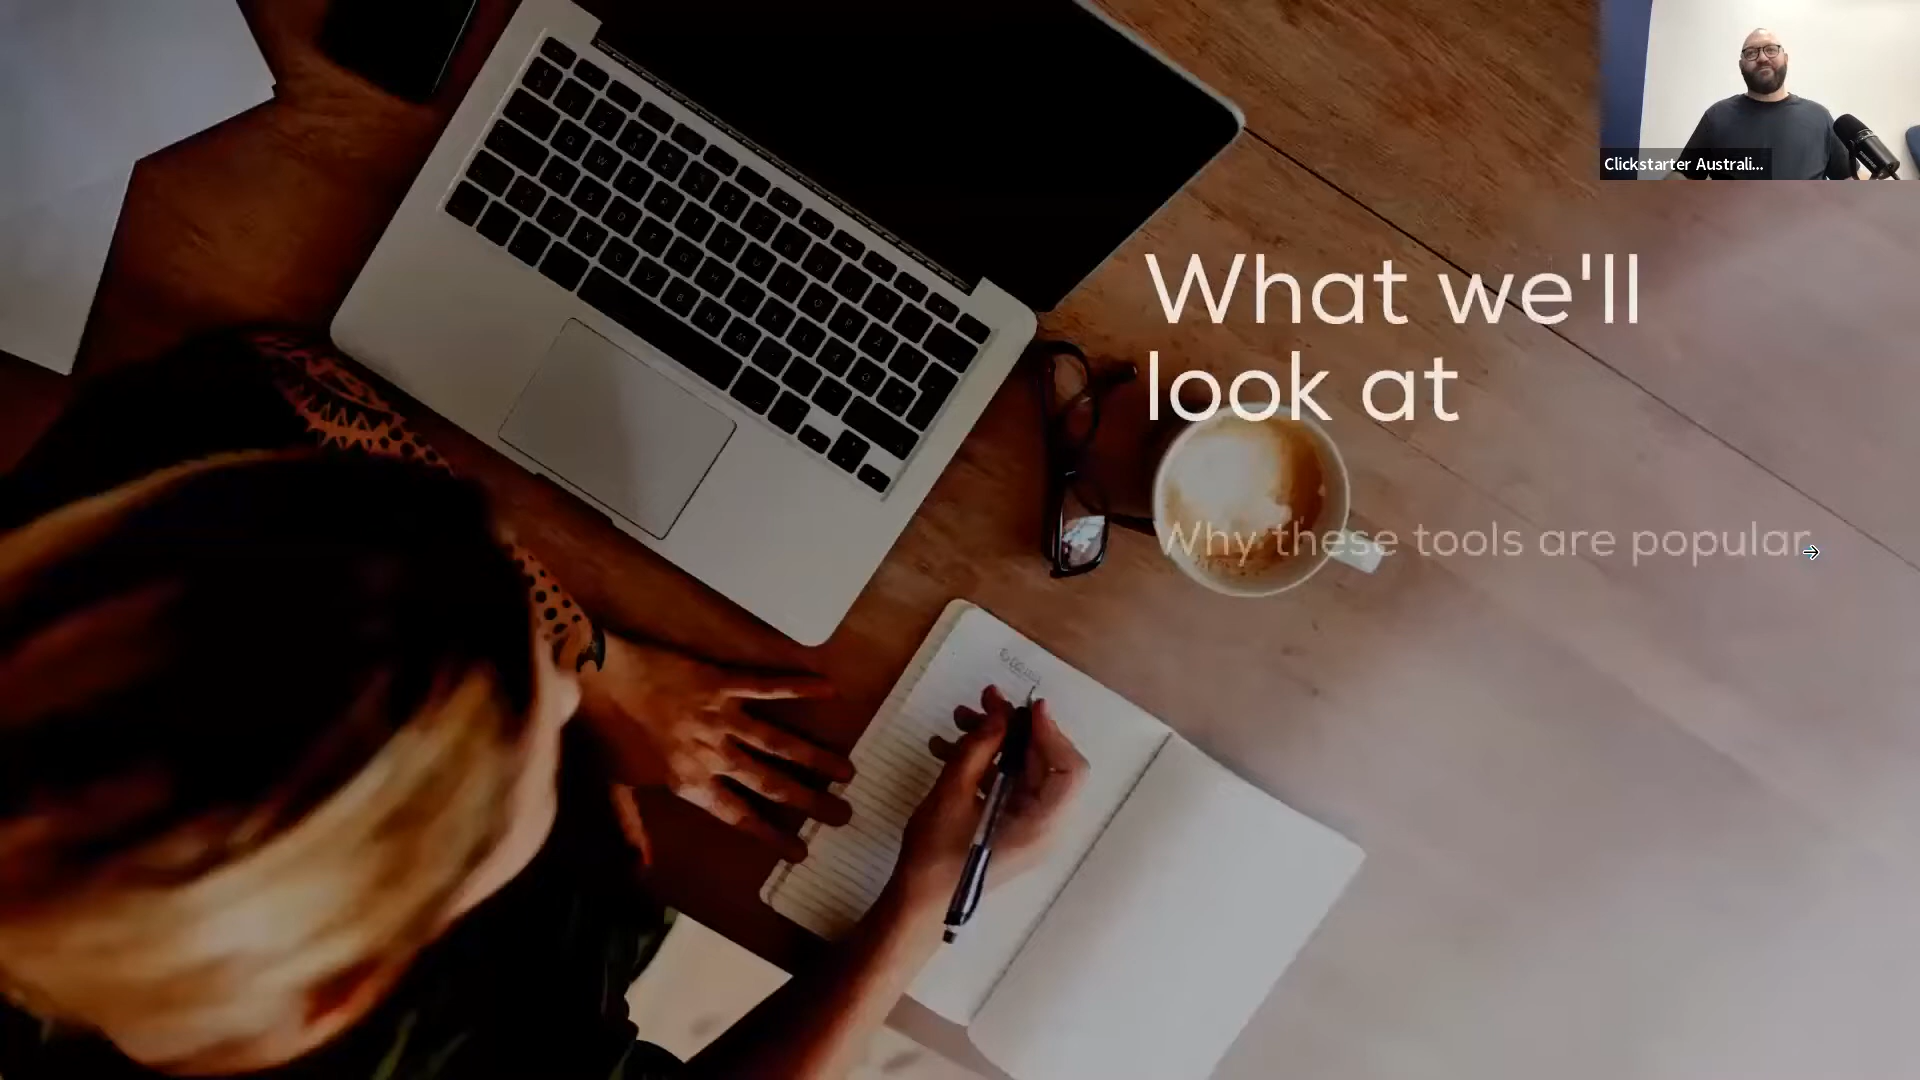 Clickstarter Australi...
What we'll
look at
Why these tools are popular